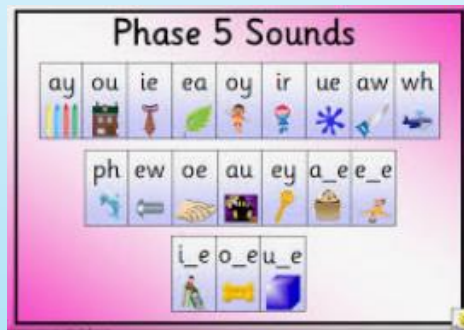 Phase 5 Sounds
ay ou ie ea oy ir ue aw wh
ph ew oe au ey a_e e_e
i_e o_e u_e